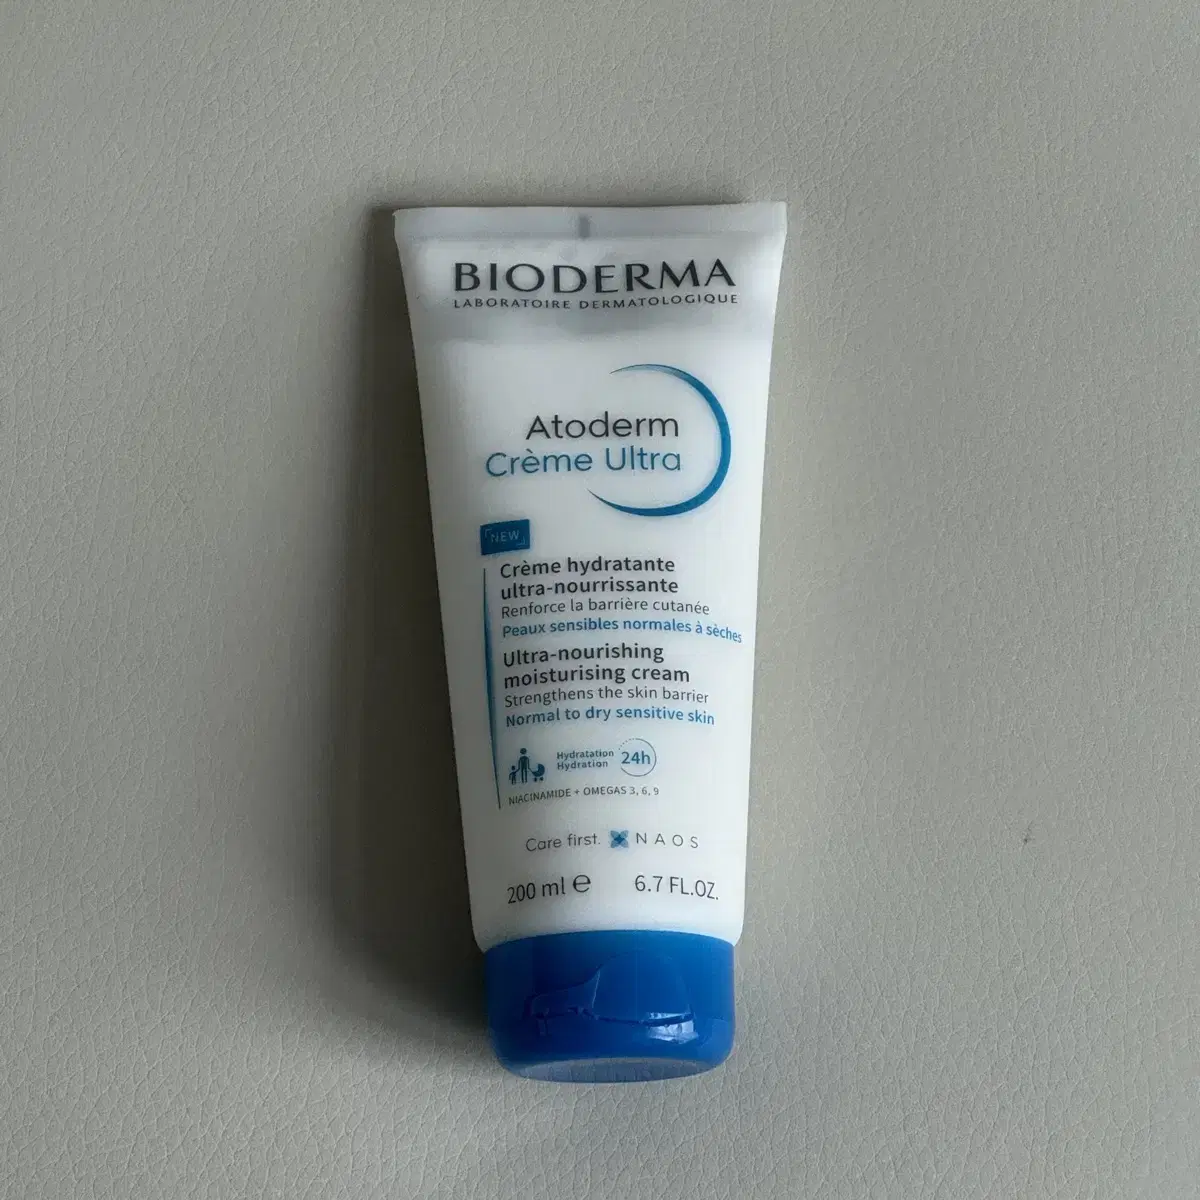 BIODERMA
LABORATOIRE DERMATOLOGIQUE
Atoderm
Crème Ultra
NEW
Crème hydratante
ultra-nourrissante
Renforce la barrière cutanée
Peaux sensibles normales à sèches
Ultra-nourishing
moisturising cream
Strengthens the skin barrier
Normal to dry sensitive skin
Hydratation
Hydration
24h
NIACINAMIDE + OMEGAS 3, 6, 9
Care first. NAOS
200 ml ℮ 6.7 FL.OZ.